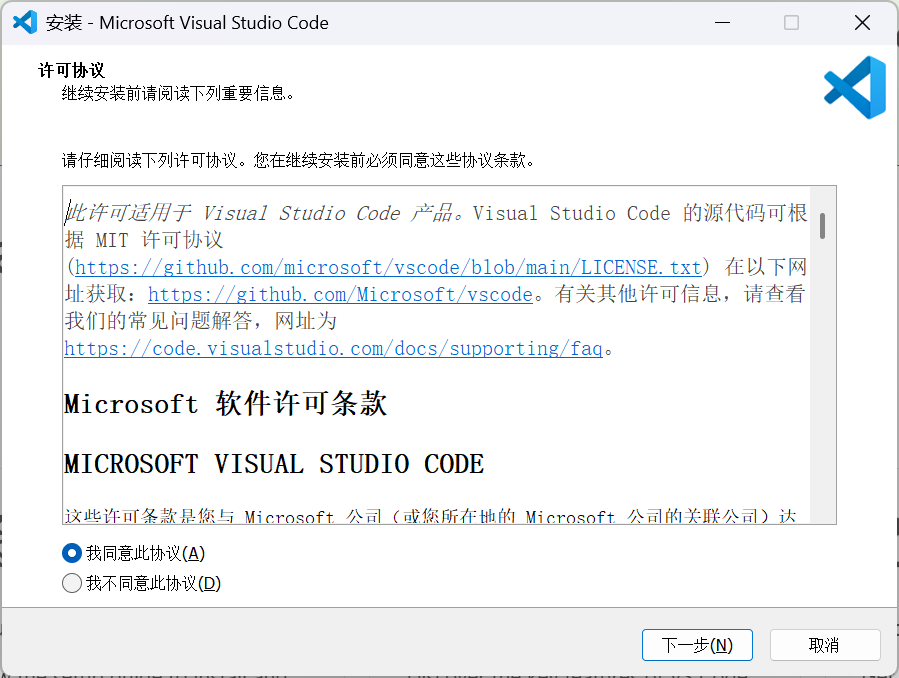 安装 - Microsoft Visual Studio Code
许可协议
继续安装前请阅读下列重要信息。
请仔细阅读下列许可协议。您在继续安装前必须同意这些协议条款。
此许可适用于 Visual Studio Code 产品。Visual Studio Code 的源代码可根
据 MIT 许可协议
(https://github.com/microsoft/vscode/blob/main/LICENSE.txt) 在以下网
址获取：https://github.com/Microsoft/vscode。有关其他许可信息，请查看
我们的常见问题解答，网址为
https://code.visualstudio.com/docs/supporting/faq。
Microsoft 软件许可条款
MICROSOFT VISUAL STUDIO CODE
这些许可条款是您与 Microsoft 公司（或您所在地的 Microsoft 公司的关联公司）达
我同意此协议(A)
我不同意此协议(D)
下一步(N)
取消